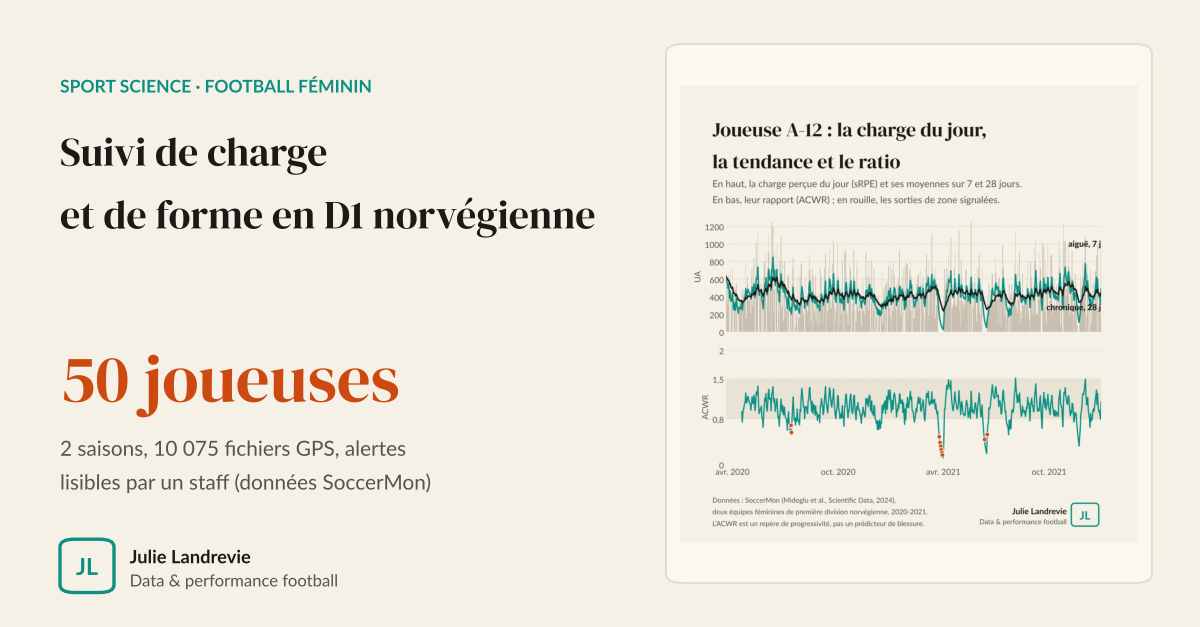 SPORT SCIENCE · FOOTBALL FÉMININ
Suivi de charge
et de forme en D1 norvégienne
50 joueuses
2 saisons, 10 075 fichiers GPS, alertes
lisibles par un staff (données SoccerMon)
JL
Julie Landrevie
Data & performance football
Joueuse A-12 : la charge du jour,
la tendance et le ratio
En haut, la charge perçue du jour (sRPE) et ses moyennes sur 7 et 28 jours.
En bas, leur rapport (ACWR) ; en rouille, les sorties de zone signalées.
UA
1200
1000
800
600
400
200
0
aiguë, 7 j
chronique, 28 j
ACWR
2
1,5
0,8
0
avr. 2020
oct. 2020
avr. 2021
oct. 2021
Données : SoccerMon (Midoglu et al., Scientific Data, 2024),
deux équipes féminines de première division norvégienne, 2020-2021.
L'ACWR est un repère de progressivité, pas un prédicteur de blessure.
Julie Landrevie
Data & performance football
JL